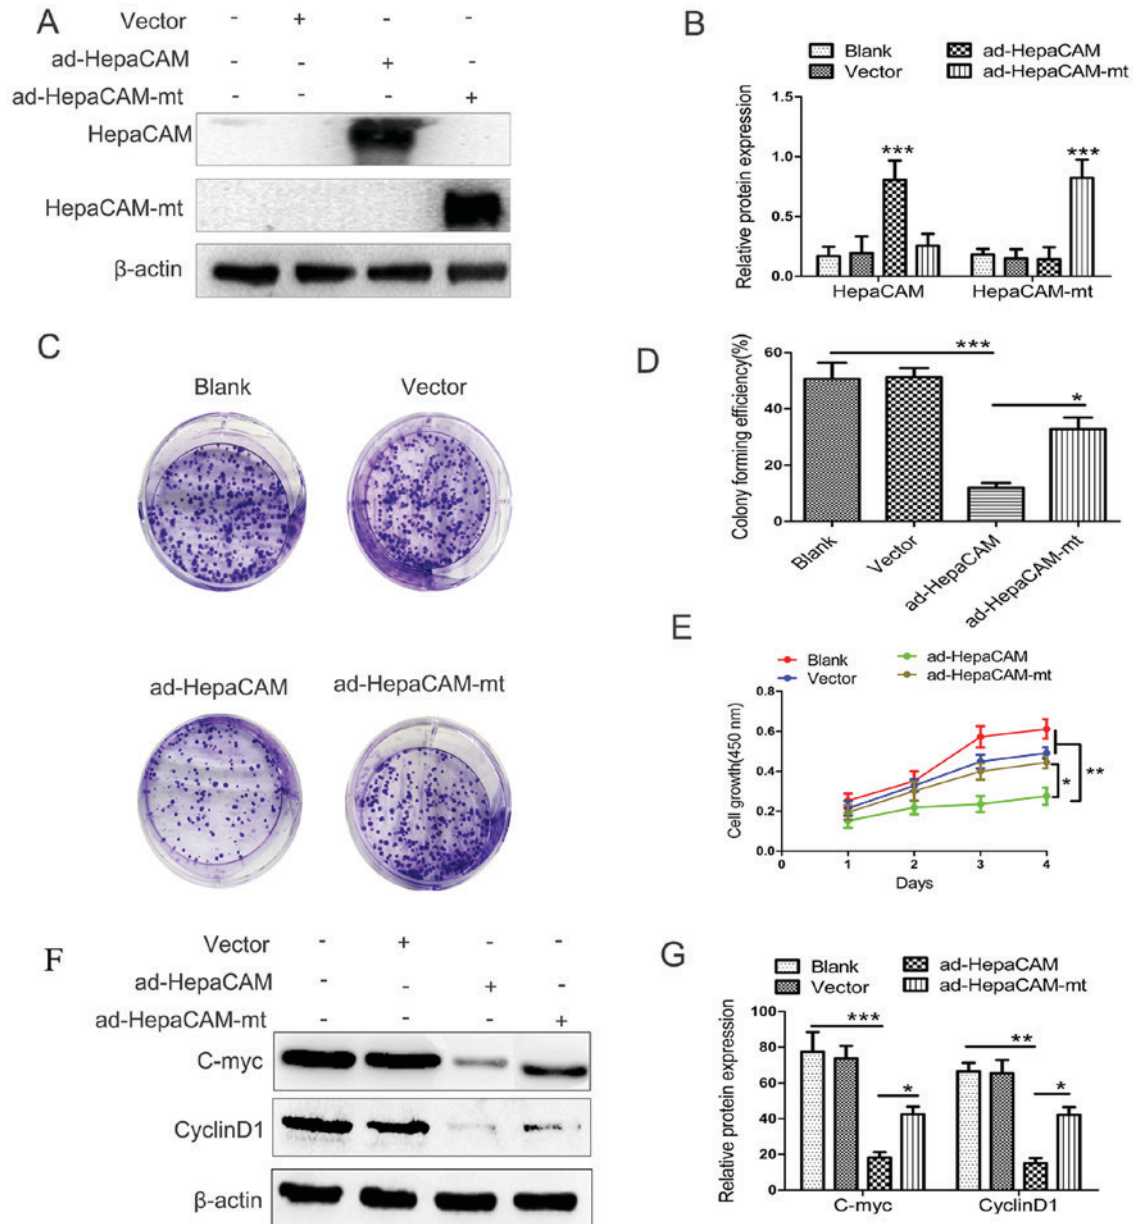 A
Vector - + - -
ad-HepaCAM - - + -
ad-HepaCAM-mt - - - +
HepaCAM
HepaCAM-mt
β-actin
B
Blank ad-HepaCAM
Vector ad-HepaCAM-mt
Relative protein expression
1.5
1.0
0.5
0.0
*** ***
HepaCAM HepaCAM-mt
C
Blank Vector
ad-HepaCAM ad-HepaCAM-mt
D
Colony forming efficiency(%)
60
40
20
0
***
*
Blank Vector ad-HepaCAM ad-HepaCAM-mt
E
Blank ad-HepaCAM
Vector ad-HepaCAM-mt
Cell growth(450 nm)
0.8
0.6
0.4
0.2
0.0
* **
0 1 2 3 4
Days
F
Vector - + - -
ad-HepaCAM - - + -
ad-HepaCAM-mt - - - +
C-myc
CyclinD1
β-actin
G
Blank ad-HepaCAM
Vector ad-HepaCAM-mt
Relative protein expression
100
80
60
40
20
0
*** **
* *
C-myc CyclinD1